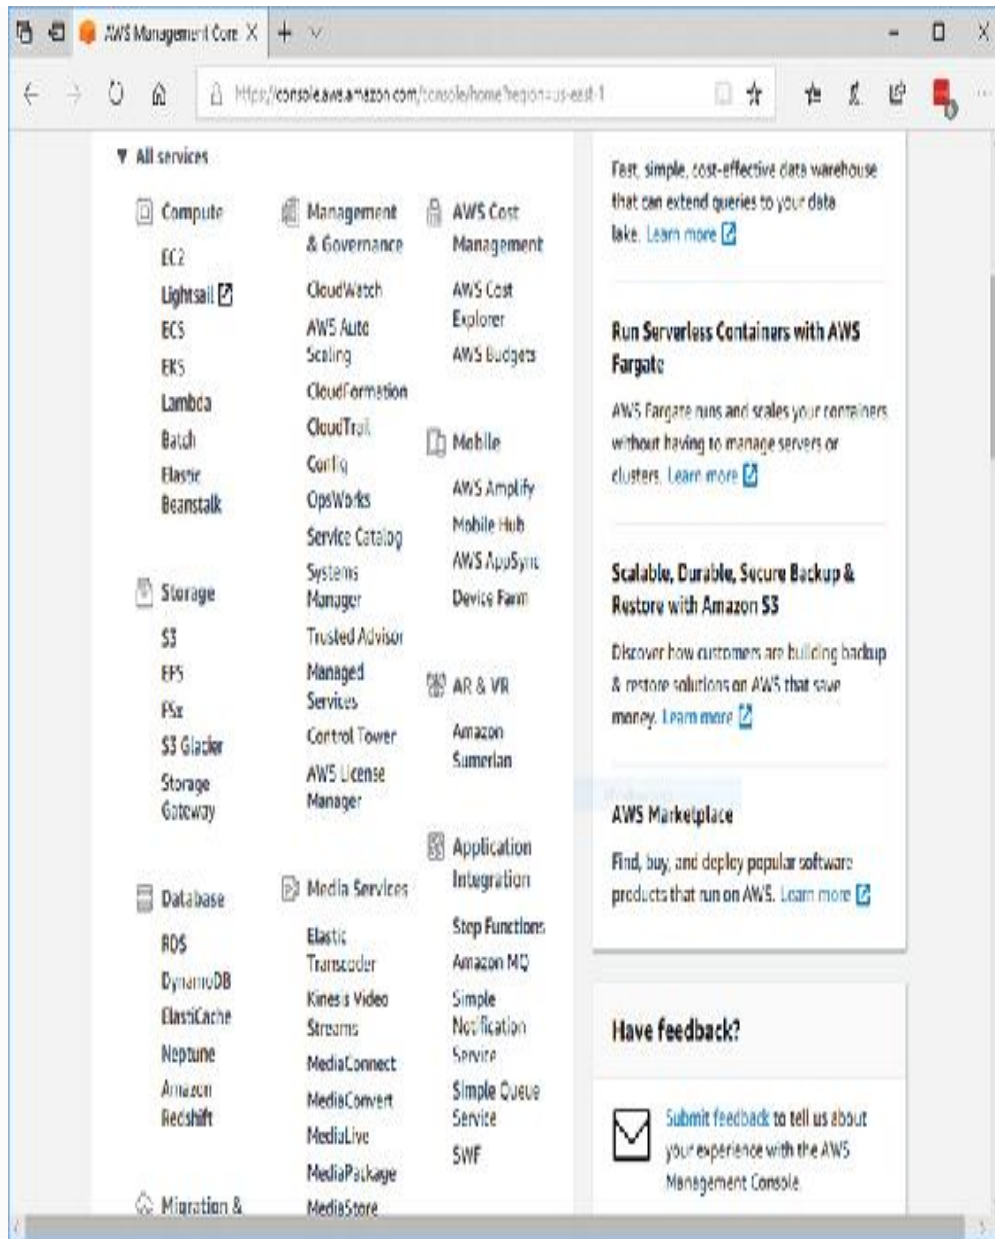 AWS Management Con
https://console.aws.amazon.com/console/home?region=us-east-1
All services
Compute
EC2
Lightsail
ECS
EKS
Lambda
Batch
Elastic
Beanstalk
Storage
S3
EFS
FSx
S3 Glacier
Storage
Gateway
Database
RDS
DynamoDB
ElastiCache
Neptune
Amazon
Redshift
Migration &
Management
& Governance
CloudWatch
AWS Auto
Scaling
CloudFormation
CloudTrail
Config
OpsWorks
Service Catalog
Systems
Manager
Trusted Advisor
Managed
Services
Control Tower
AWS License
Manager
Media Services
Elastic
Transcoder
Kinesis Video
Streams
MediaConnect
MediaConvert
MediaLive
MediaPackage
MediaStore
AWS Cost
Management
AWS Cost
Explorer
AWS Budgets
Mobile
AWS Amplify
Mobile Hub
AWS AppSync
Device Farm
AR & VR
Amazon
Sumerian
Application
Integration
Step Functions
Amazon MQ
Simple
Notification
Service
Simple Queue
Service
SWF
Fast, simple, cost-effective data warehouse
that can extend queries to your data
lake. Learn more
Run Serverless Containers with AWS
Fargate
AWS Fargate runs and scales your containers
without having to manage servers or
clusters. Learn more
Scalable, Durable, Secure Backup &
Restore with Amazon S3
Discover how customers are building backup
& restore solutions on AWS that save
money. Learn more
AWS Marketplace
Find, buy, and deploy popular software
products that run on AWS. Learn more
Have feedback?
Submit feedback to tell us about
your experience with the AWS
Management Console.